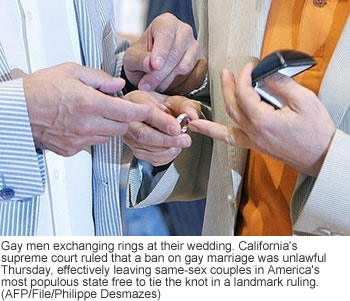 Gay men exchanging rings at their wedding. California's
supreme court ruled that a ban on gay marriage was unlawful
Thursday, effectively leaving same-sex couples in America's
most populous state free to tie the knot in a landmark ruling.
(AFP/File/Philippe Desmazes)